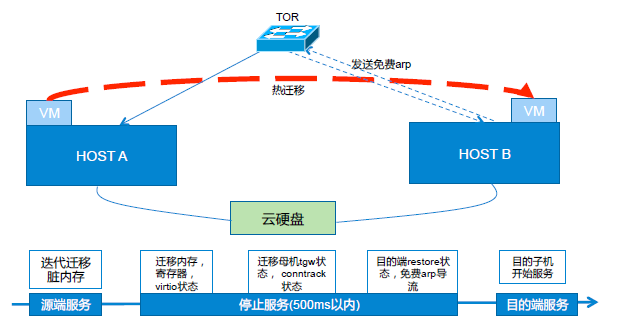 TOR
发送免费arp
热迁移
VM
VM
HOST A
HOST B
云硬盘
迭代迁移
脏内存
迁移内存，
寄存器，
virtio状态
迁移母机tgw状
态， conntrack
状态
目的端restore状
态，免费arp导
流
目的子机
开始服务
源端服务
停止服务(500ms以内)
目的端服务